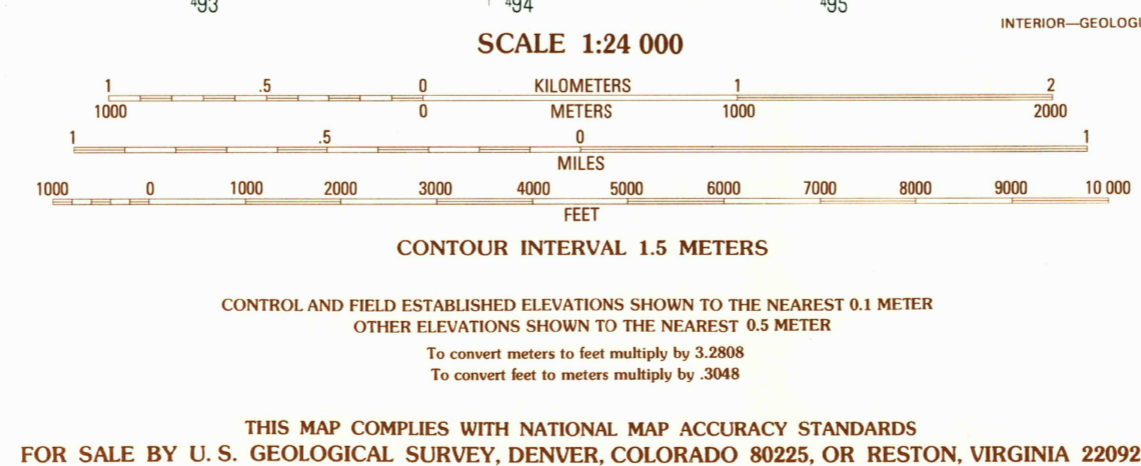 ⁴93 ⁴94 ⁴95
INTERIOR—GEOLOGI
SCALE 1:24 000
1 .5 0 KILOMETERS 1 2
1000 0 METERS 1000 2000
1 .5 0 1
MILES
1000 0 1000 2000 3000 4000 5000 6000 7000 8000 9000 10 000
FEET
CONTOUR INTERVAL 1.5 METERS
CONTROL AND FIELD ESTABLISHED ELEVATIONS SHOWN TO THE NEAREST 0.1 METER
OTHER ELEVATIONS SHOWN TO THE NEAREST 0.5 METER
To convert meters to feet multiply by 3.2808
To convert feet to meters multiply by .3048
THIS MAP COMPLIES WITH NATIONAL MAP ACCURACY STANDARDS
FOR SALE BY U. S. GEOLOGICAL SURVEY, DENVER, COLORADO 80225, OR RESTON, VIRGINIA 22092